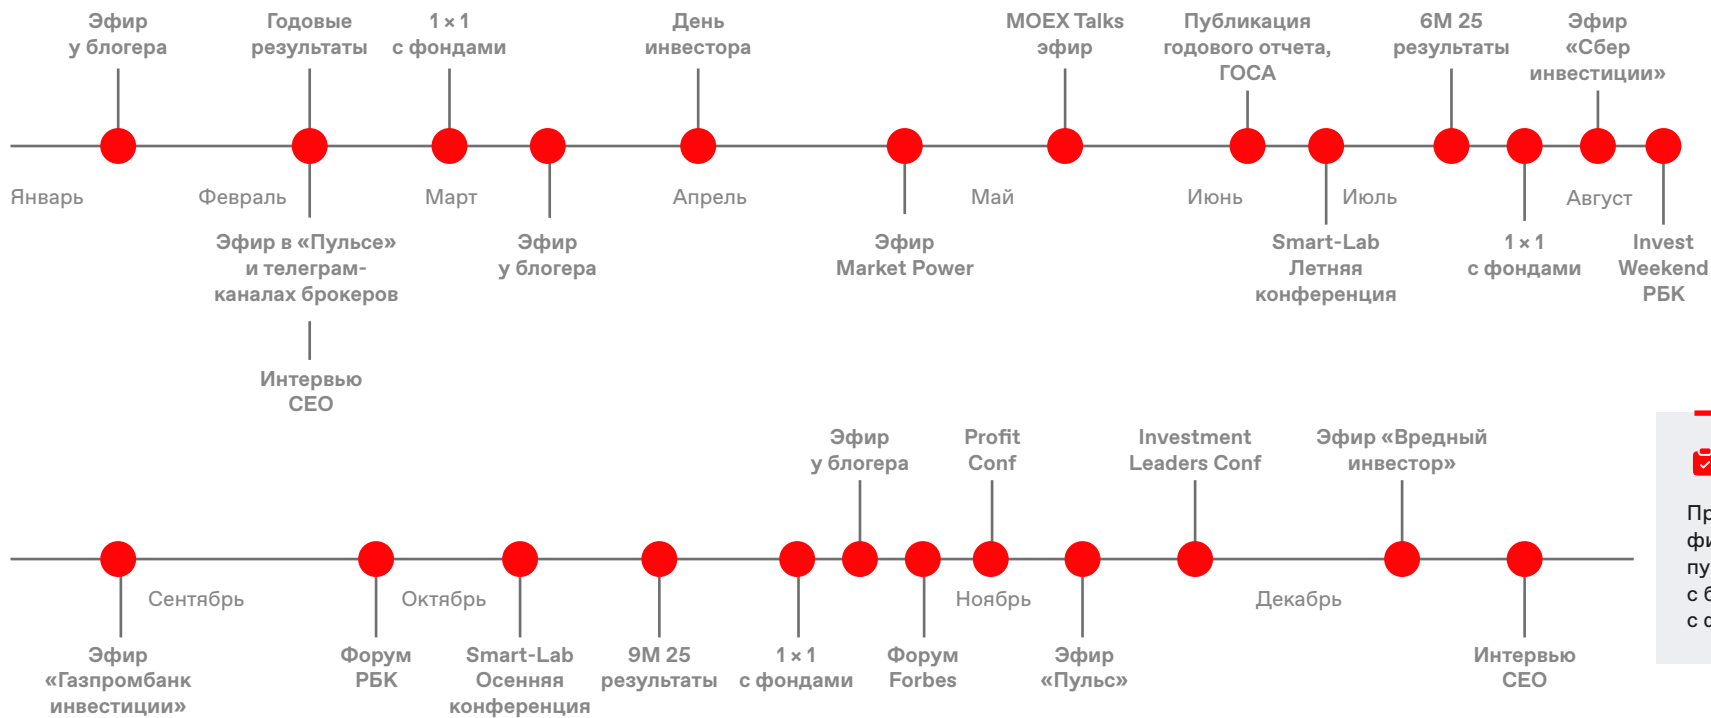 Эфир
у блогера
Годовые
результаты
1 × 1
с фондами
День
инвестора
MOEX Talks
эфир
Публикация
годового отчета,
ГОСА
6М 25
результаты
Эфир
«Сбер
инвестиции»
Январь
Февраль
Март
Апрель
Май
Июнь
Июль
Август
Эфир в «Пульсе»
и телеграм-
каналах брокеров
Интервью
CEO
Эфир
у блогера
Эфир
Market Power
Smart-Lab
Летняя
конференция
1 × 1
с фондами
Invest
Weekend
РБК
Эфир
у блогера
Profit
Conf
Investment
Leaders Conf
Эфир «Вредный
инвестор»
Сентябрь
Октябрь
Ноябрь
Декабрь
Эфир
«Газпромбанк
инвестиции»
Форум
РБК
Smart-Lab
Осенняя
конференция
9М 25
результаты
1 × 1
с фондами
Форум
Forbes
Эфир
«Пульс»
Интервью
CEO